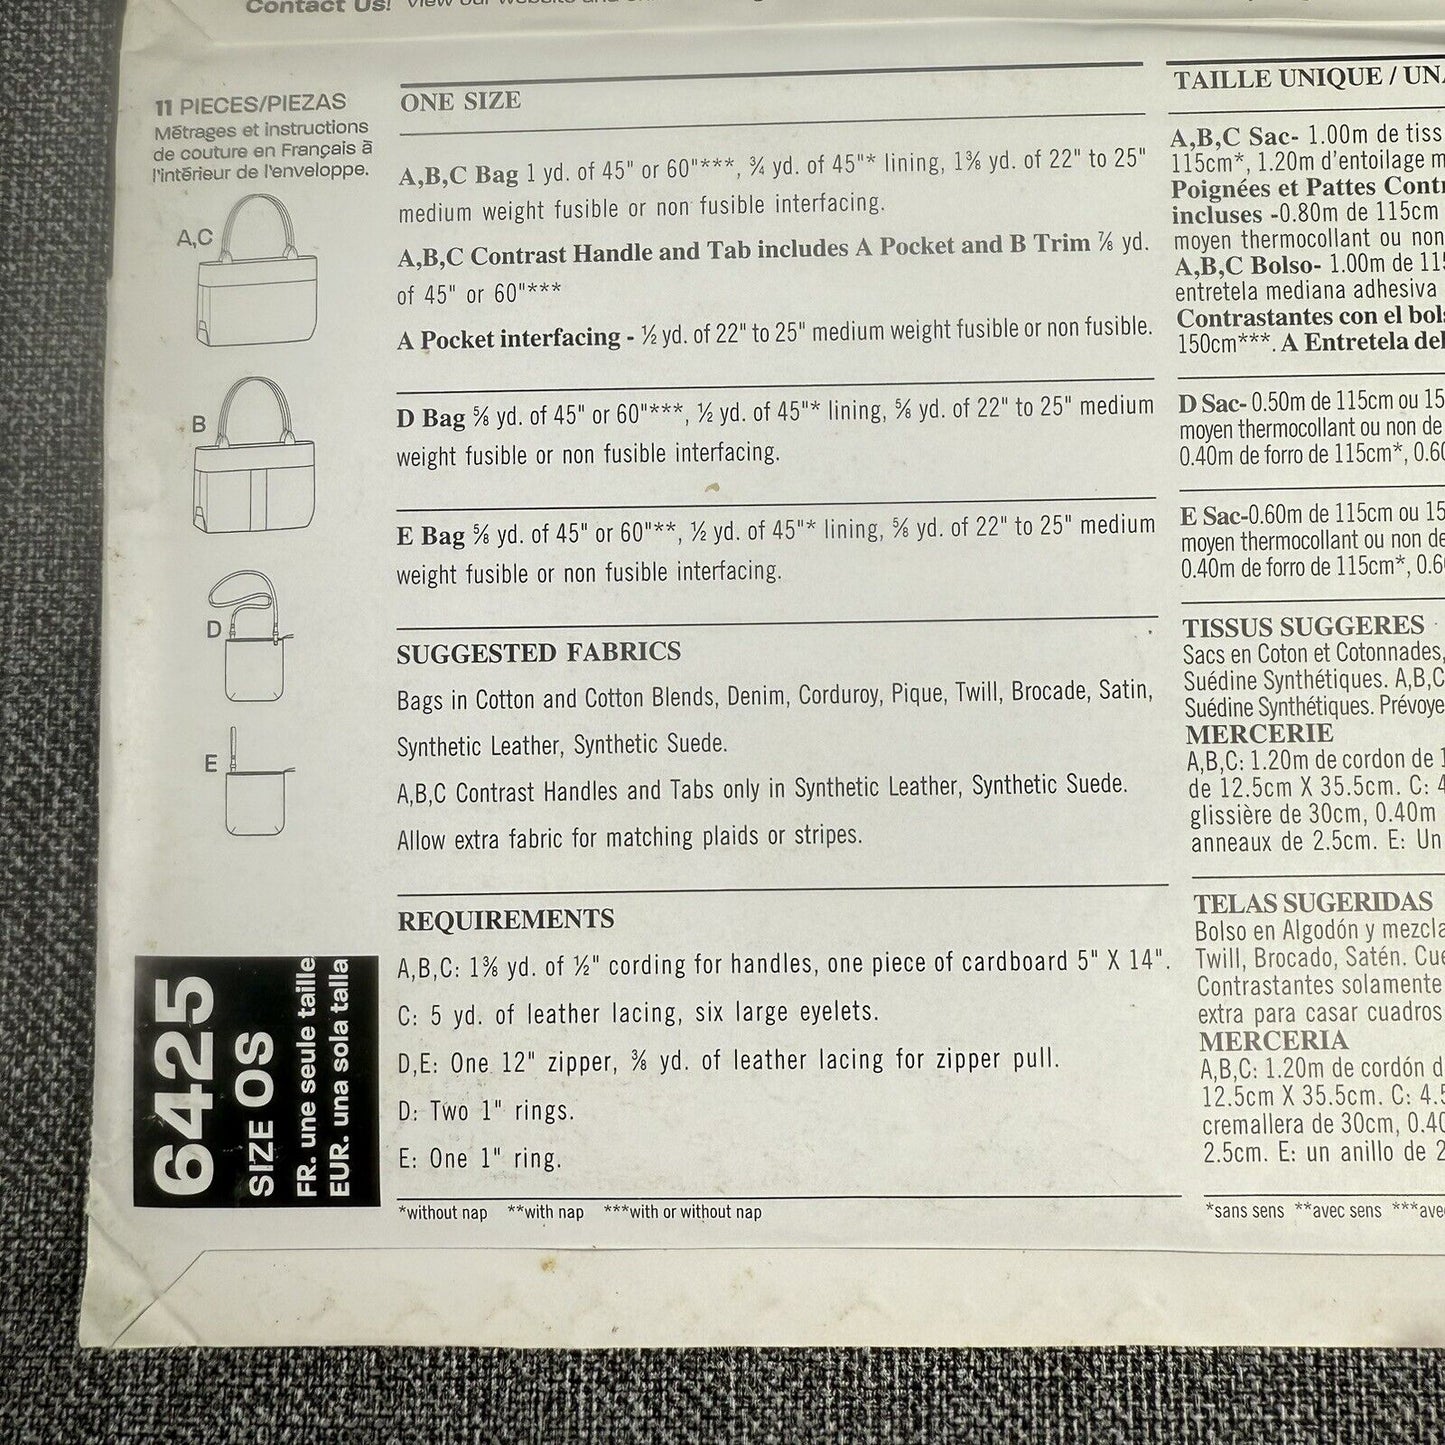 Contact Us! View our website and
11 PIECES/PIEZAS
Métrages et instructions
de couture en Français à
l'intérieur de l'enveloppe.
A,C
B
D
E
6425
SIZE OS
FR. une seule taille
EUR. una sola talla
ONE SIZE
A,B,C Bag 1 yd. of 45" or 60"***, ¾ yd. of 45"* lining, 1⅜ yd. of 22" to 25"
medium weight fusible or non fusible interfacing.
A,B,C Contrast Handle and Tab includes A Pocket and B Trim ⅞ yd.
of 45" or 60"***
A Pocket interfacing - ½ yd. of 22" to 25" medium weight fusible or non fusible.
D Bag ⅝ yd. of 45" or 60"***, ½ yd. of 45"* lining, ⅝ yd. of 22" to 25" medium
weight fusible or non fusible interfacing.
E Bag ⅝ yd. of 45" or 60"**, ½ yd. of 45"* lining, ⅝ yd. of 22" to 25" medium
weight fusible or non fusible interfacing.
SUGGESTED FABRICS
Bags in Cotton and Cotton Blends, Denim, Corduroy, Pique, Twill, Brocade, Satin,
Synthetic Leather, Synthetic Suede.
A,B,C Contrast Handles and Tabs only in Synthetic Leather, Synthetic Suede.
Allow extra fabric for matching plaids or stripes.
REQUIREMENTS
A,B,C: 1⅜ yd. of ½" cording for handles, one piece of cardboard 5" X 14".
C: 5 yd. of leather lacing, six large eyelets.
D,E: One 12" zipper, ⅜ yd. of leather lacing for zipper pull.
D: Two 1" rings.
E: One 1" ring.
*without nap **with nap ***with or without nap
TAILLE UNIQUE / UNA
A,B,C Sac- 1.00m de tiss
115cm*, 1.20m d'entoilage m
Poignées et Pattes Contr
incluses -0.80m de 115cm
moyen thermocollant ou non
A,B,C Bolso- 1.00m de 115
entretela mediana adhesiva
Contrastantes con el bols
150cm***. A Entretela del
D Sac- 0.50m de 115cm ou 15
moyen thermocollant ou non de
0.40m de forro de 115cm*, 0.60
E Sac-0.60m de 115cm ou 15
moyen thermocollant ou non de
0.40m de forro de 115cm*, 0.6
TISSUS SUGGERES
Sacs en Coton et Cotonnades,
Suédine Synthétiques. A,B,C
Suédine Synthétiques. Prévoye
MERCERIE
A,B,C: 1.20m de cordon de 1
de 12.5cm X 35.5cm. C: 4
glissière de 30cm, 0.40m
anneaux de 2.5cm. E: Un
TELAS SUGERIDAS
Bolso en Algodón y mezcla
Twill, Brocado, Satén. Cue
Contrastantes solamente
extra para casar cuadros
MERCERIA
A,B,C: 1.20m de cordón d
12.5cm X 35.5cm. C: 4.5
cremallera de 30cm, 0.40
2.5cm. E: un anillo de 2
*sans sens **avec sens ***ave